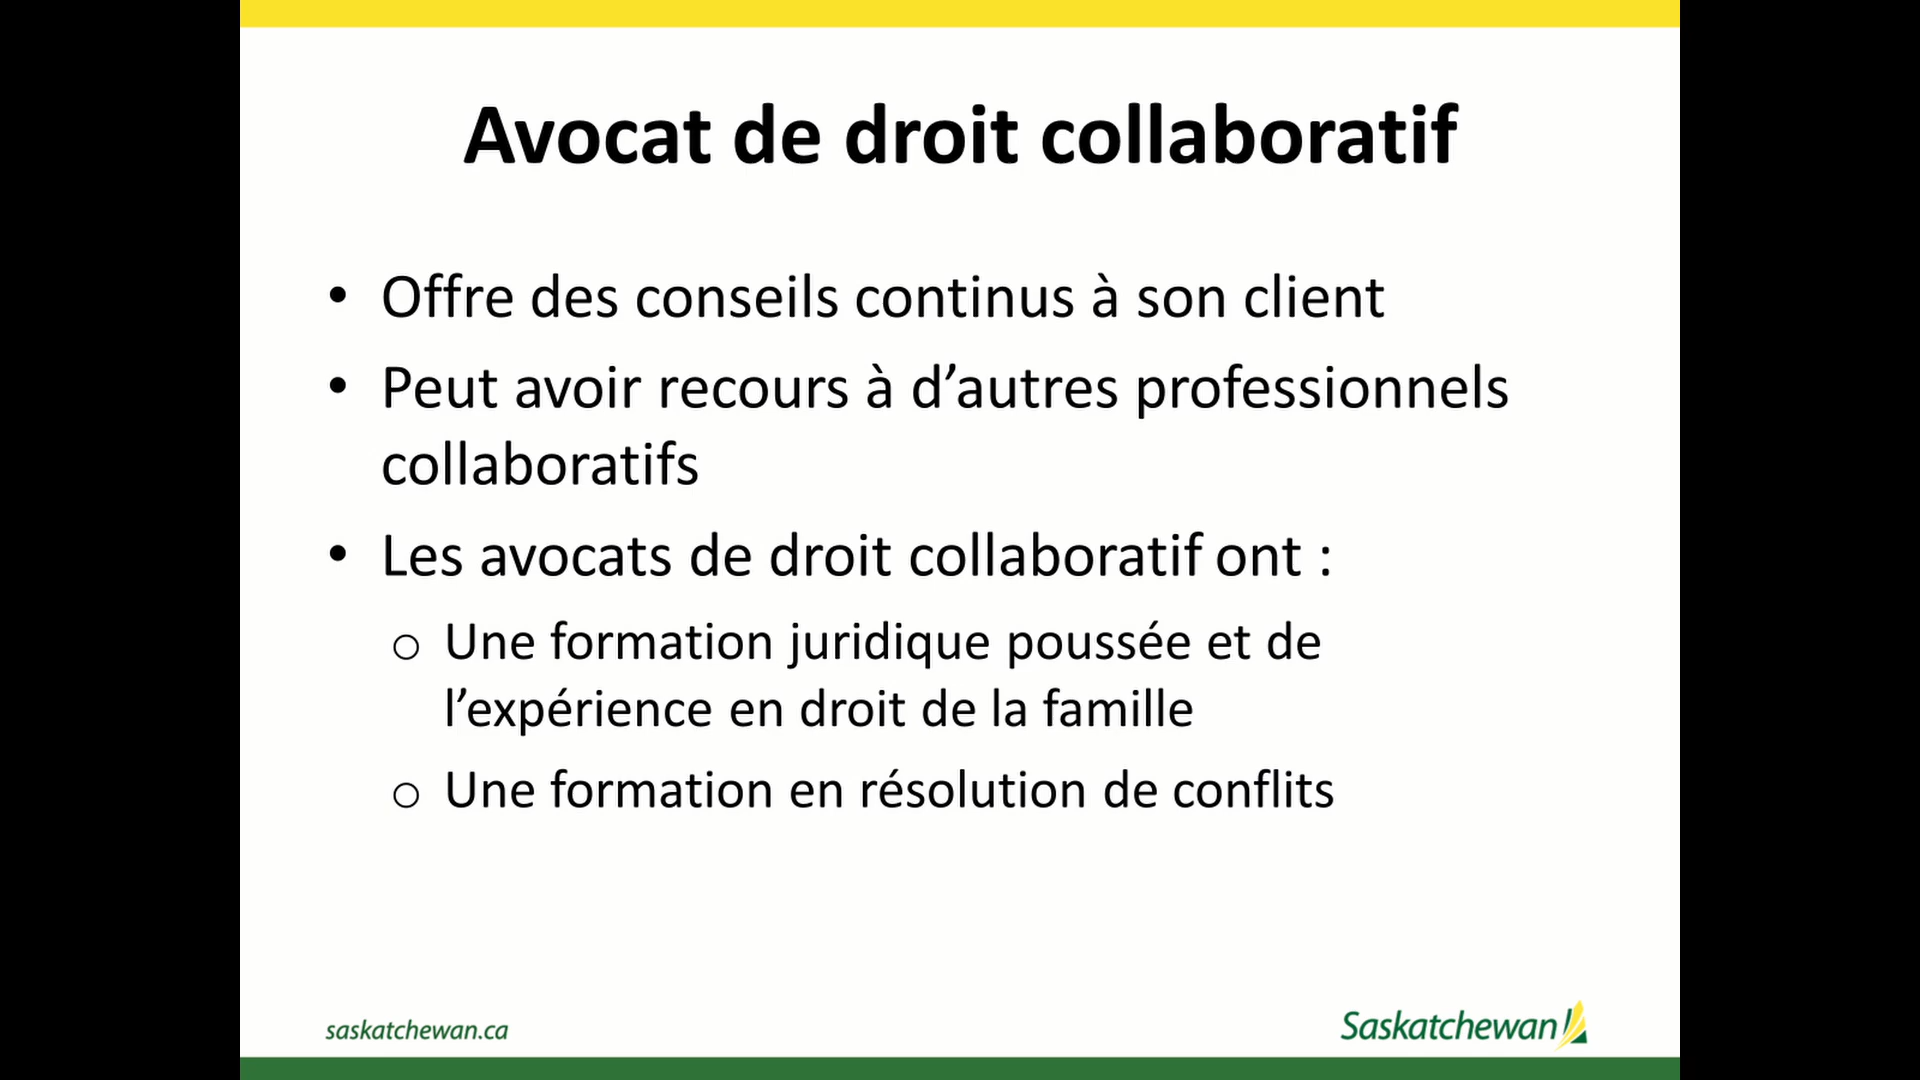 Avocat de droit collaboratif
• Offre des conseils continus à son client
• Peut avoir recours à d’autres professionnels
collaboratifs
• Les avocats de droit collaboratif ont :
o Une formation juridique poussée et de
l’expérience en droit de la famille
o Une formation en résolution de conflits
saskatchewan.ca
Saskatchewan